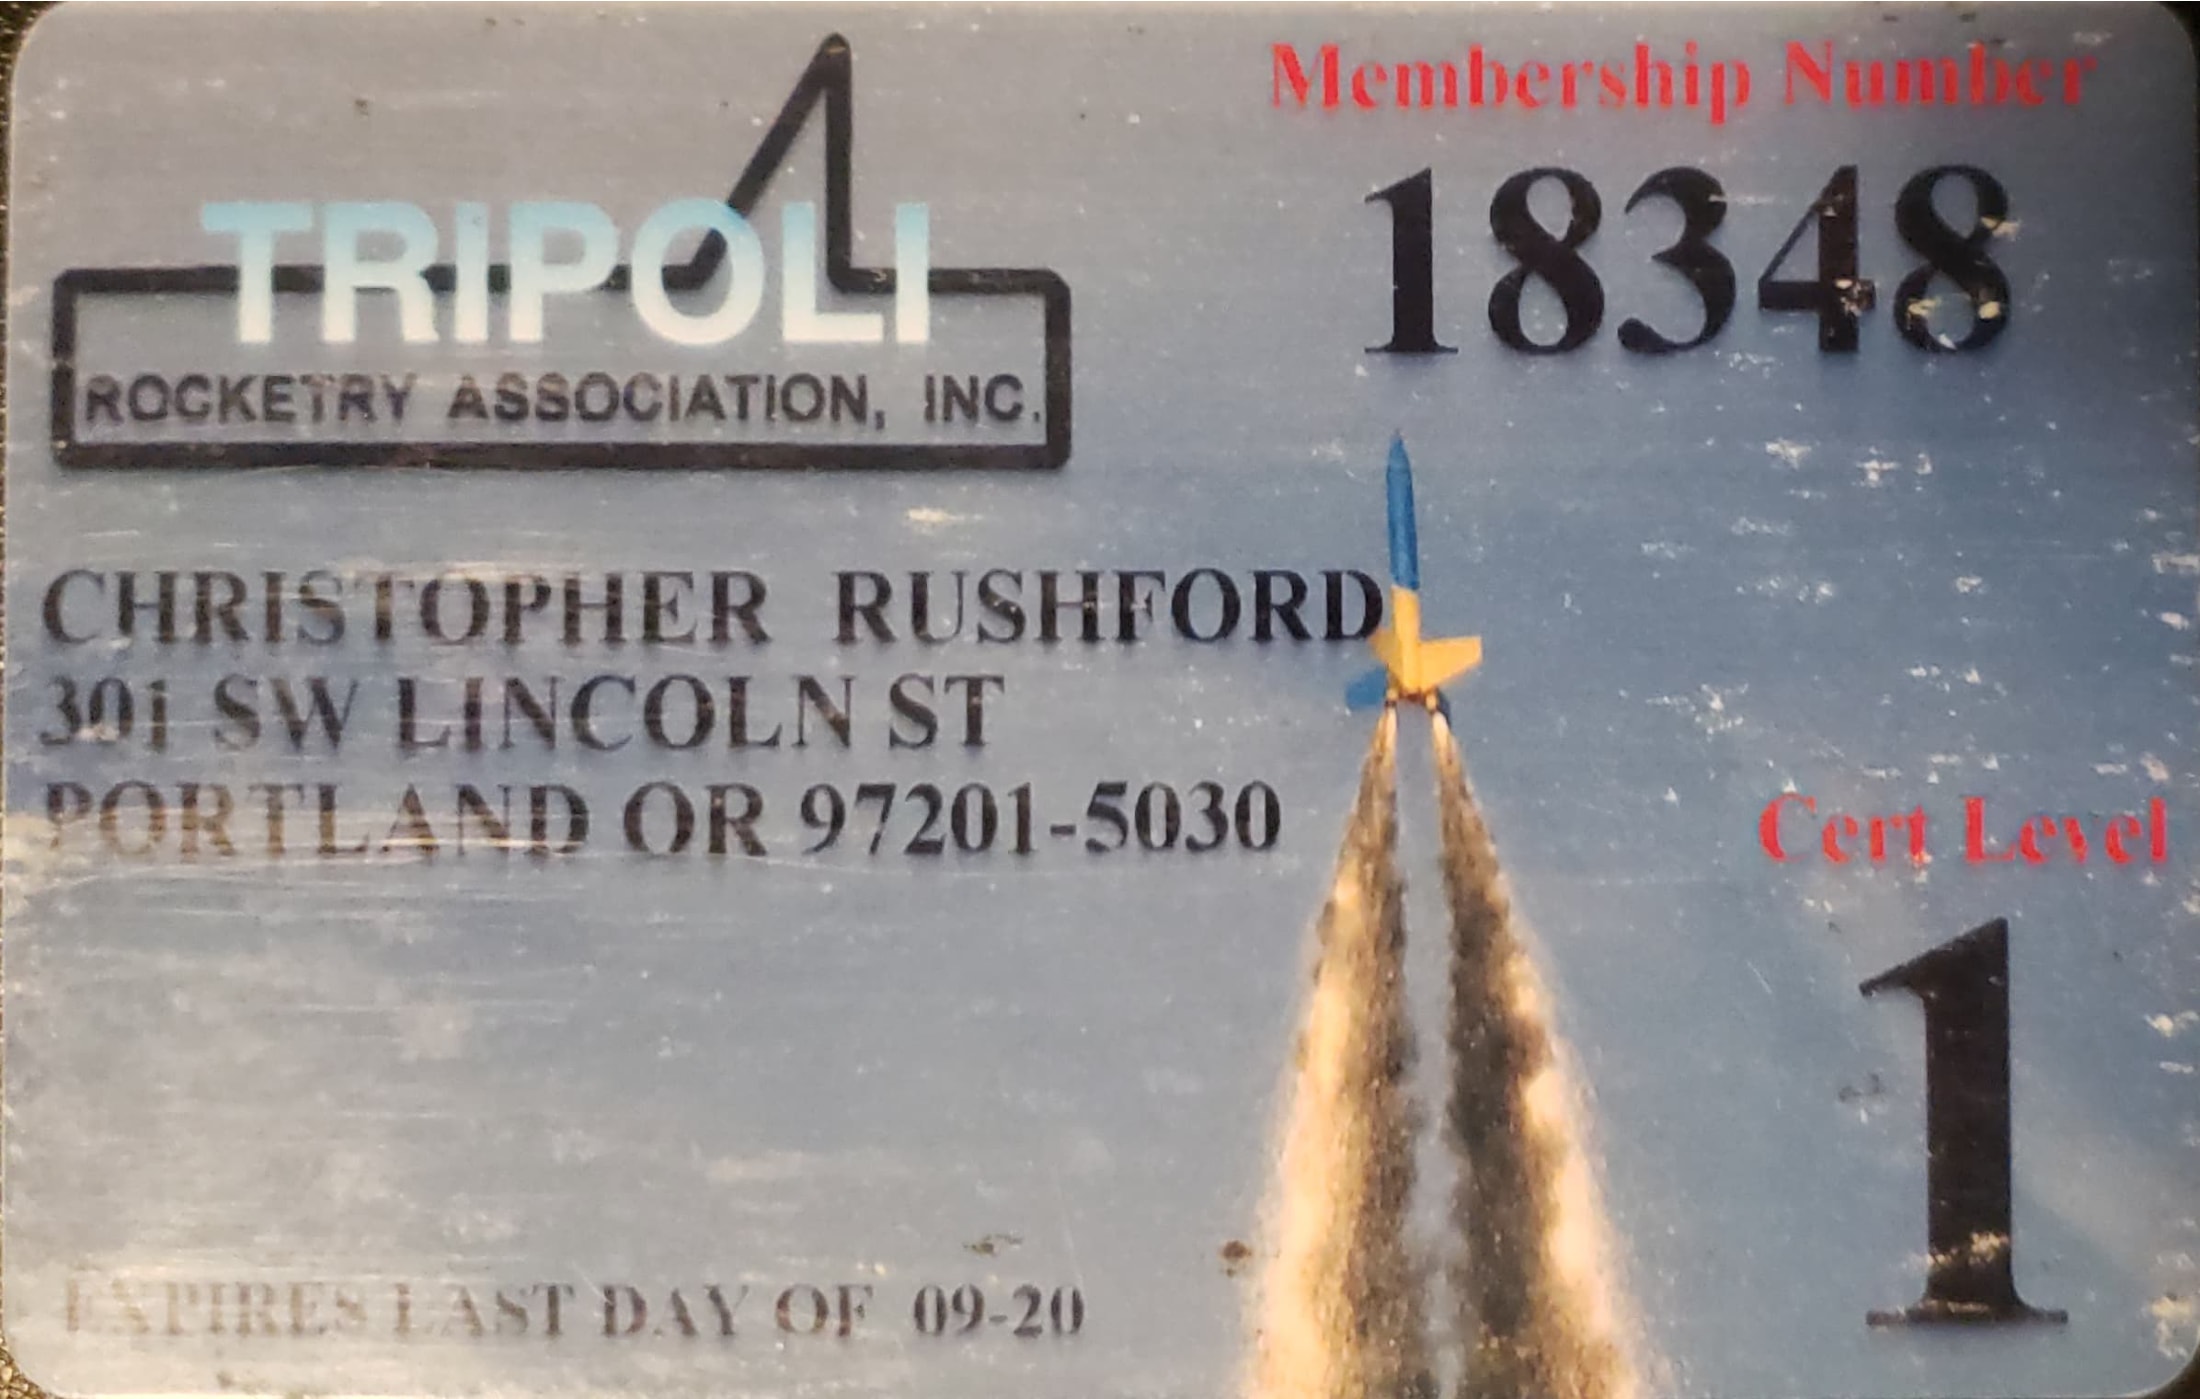 TRIPOLI
ROCKETRY ASSOCIATION, INC.
Membership Number
18348
CHRISTOPHER RUSHFORD
301 SW LINCOLN ST
PORTLAND OR 97201-5030
Cert Level
1
EXPIRES LAST DAY OF 09-20